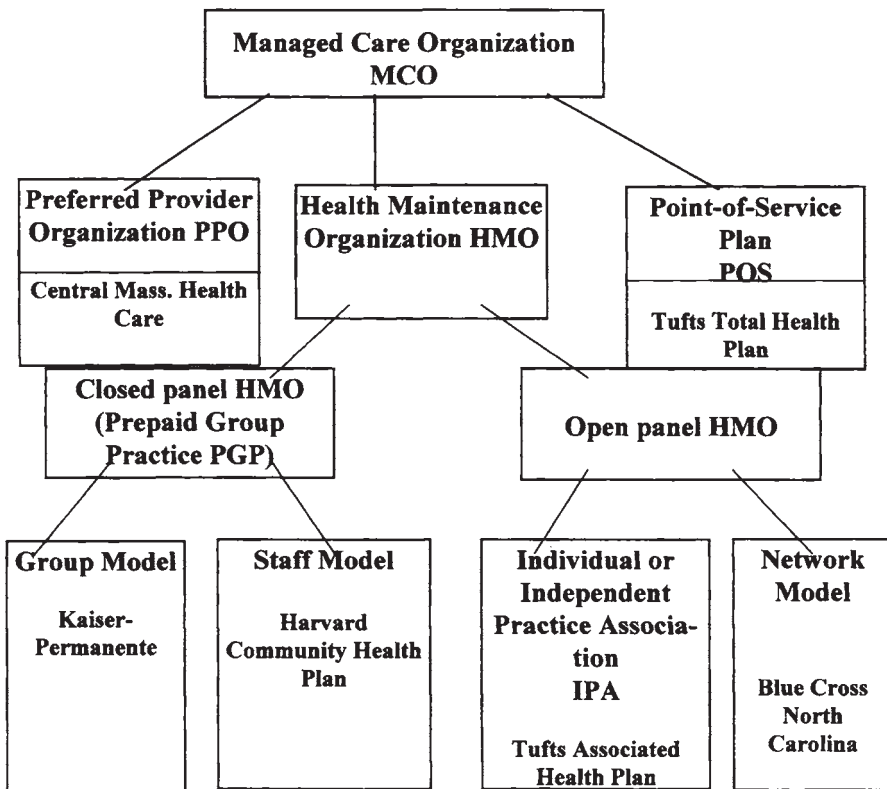 Managed Care Organization
MCO
Preferred Provider
Organization PPO
Central Mass. Health
Care
Health Maintenance
Organization HMO
Point-of-Service
Plan
POS
Tufts Total Health
Plan
Closed panel HMO
(Prepaid Group
Practice PGP)
Open panel HMO
Group Model
Kaiser-
Permanente
Staff Model
Harvard
Community Health
Plan
Individual or
Independent
Practice Associa-
tion
IPA
Tufts Associated
Health Plan
Network
Model
Blue Cross
North
Carolina